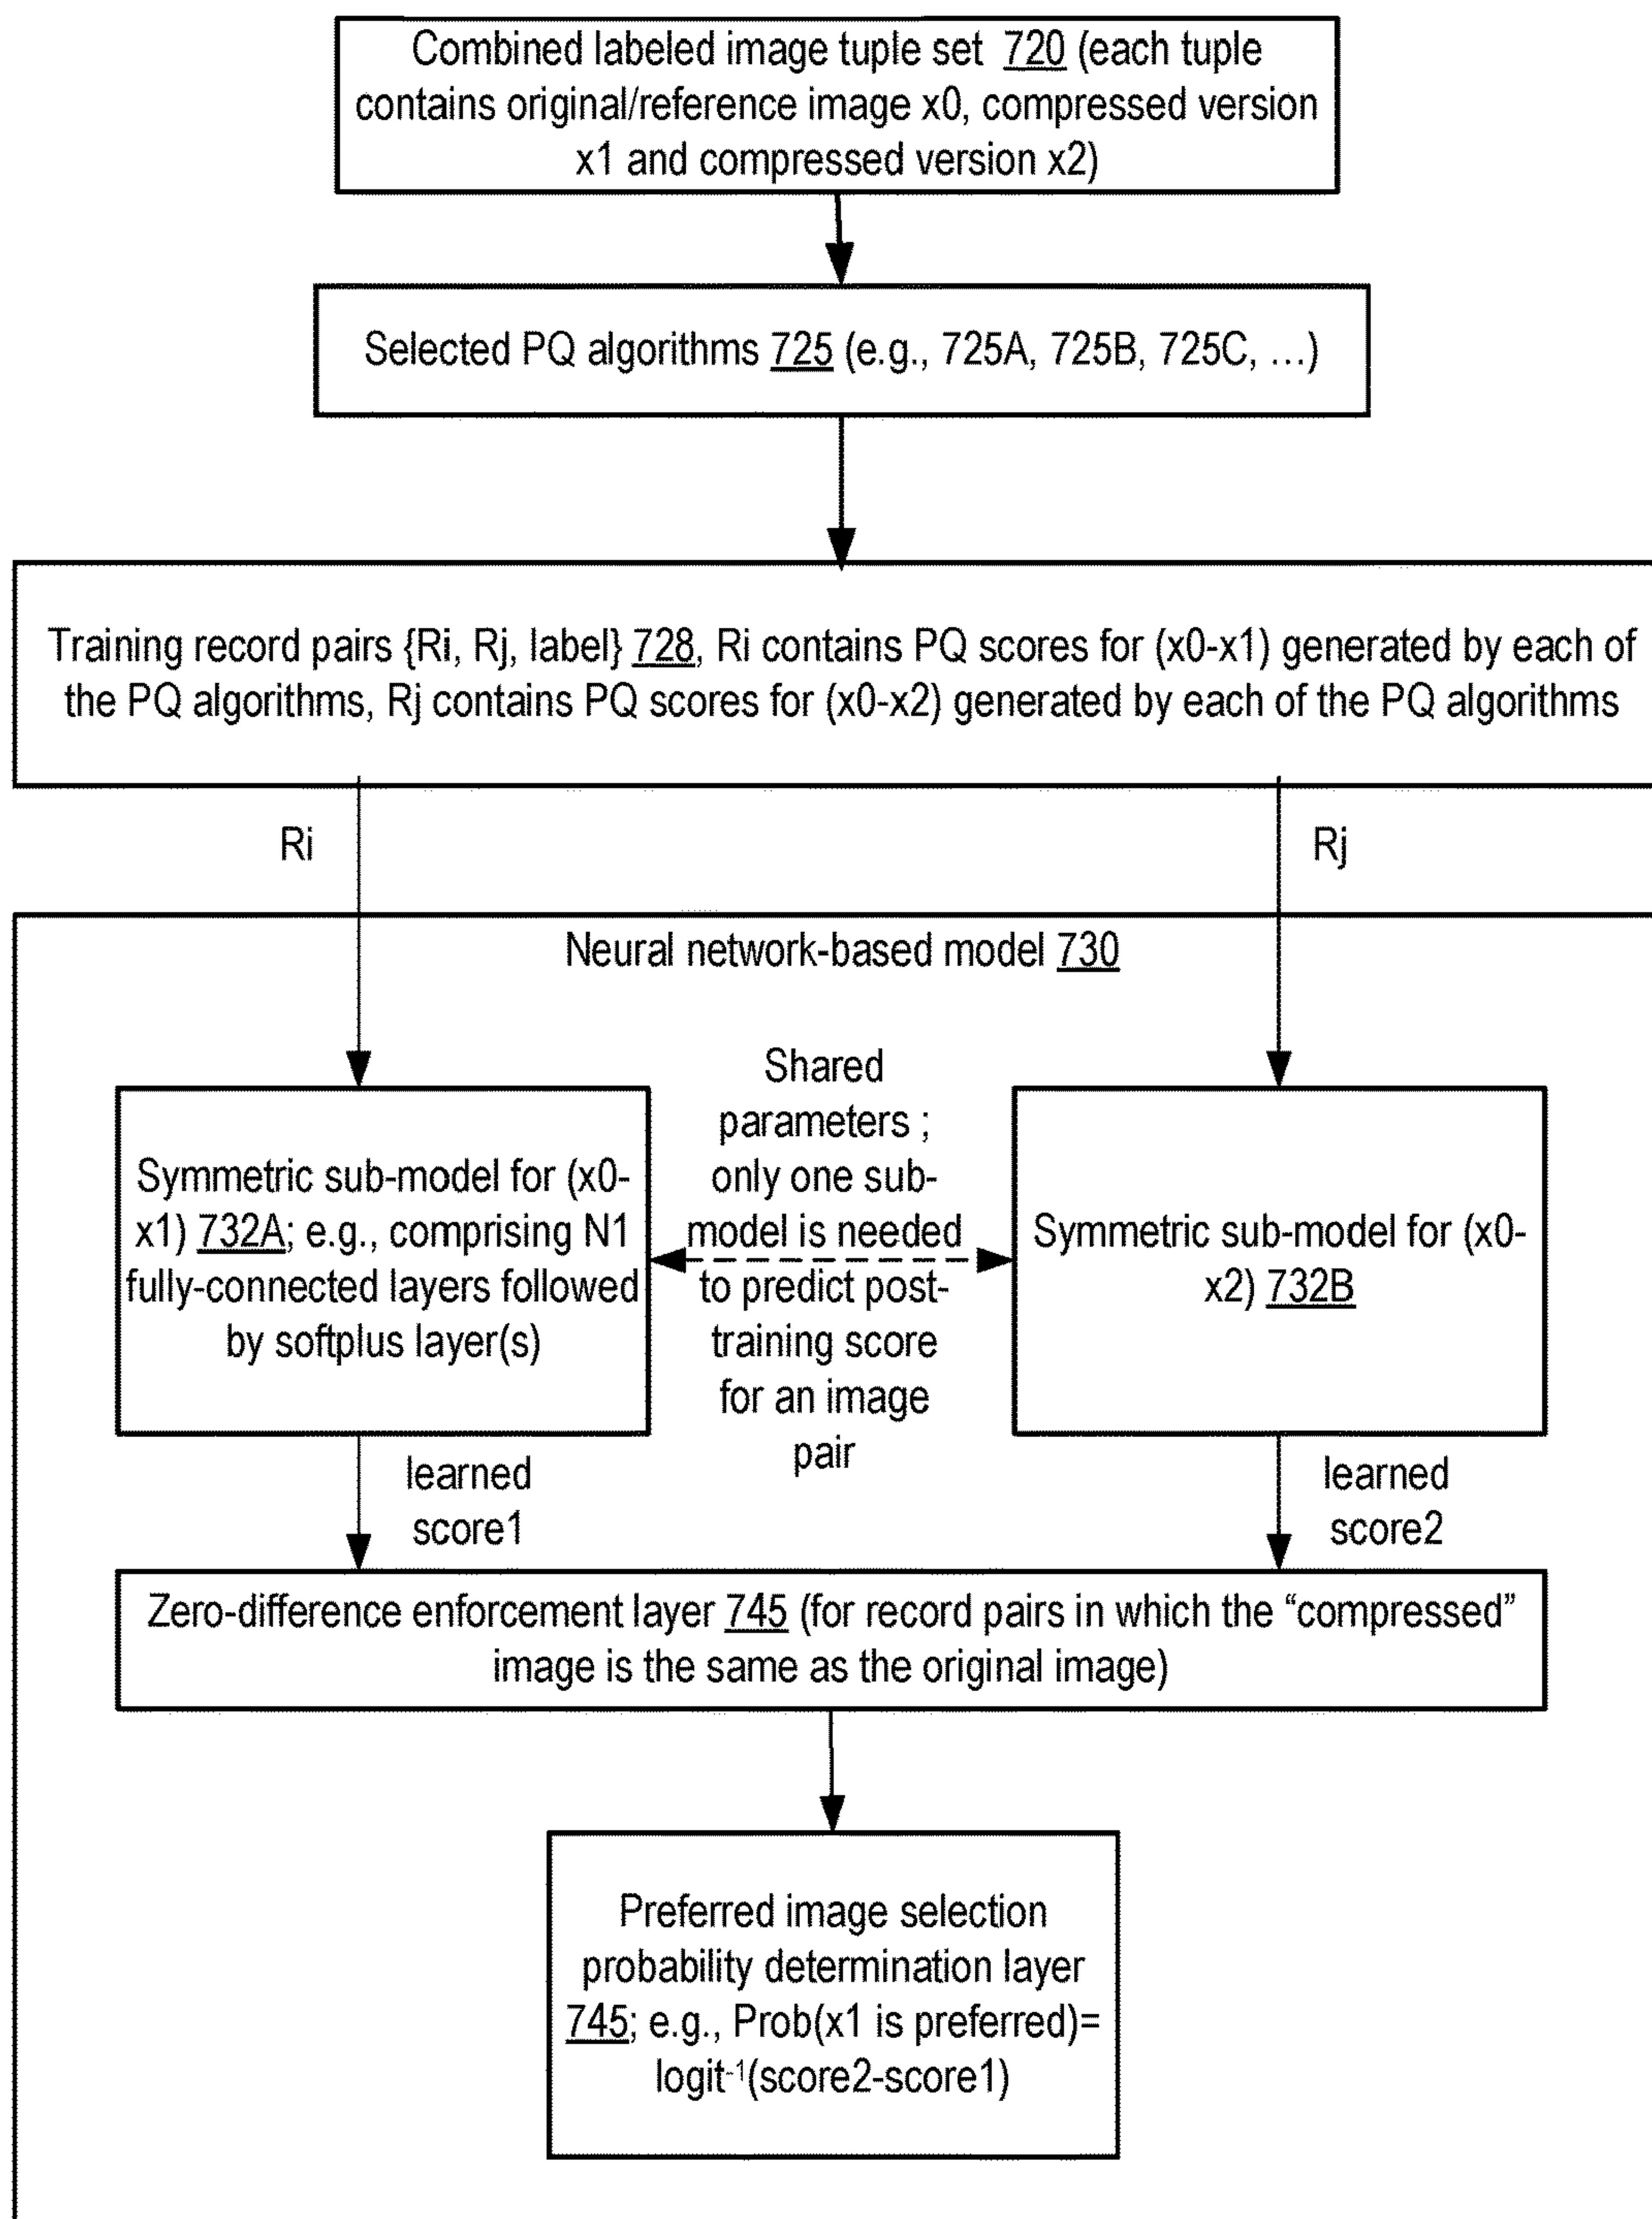 Combined labeled image tuple set 720 (each tuple
contains original/reference image x0, compressed version
x1 and compressed version x2)
Selected PQ algorithms 725 (e.g., 725A, 725B, 725C, …)
Training record pairs {Ri, Rj, label} 728, Ri contains PQ scores for (x0-x1) generated by each of
the PQ algorithms, Rj contains PQ scores for (x0-x2) generated by each of the PQ algorithms
Ri
Rj
Neural network-based model 730
Symmetric sub-model for (x0-
x1) 732A; e.g., comprising N1
fully-connected layers followed
by softplus layer(s)
Shared
parameters ;
only one sub-
model is needed
to predict post-
training score
for an image
pair
Symmetric sub-model for (x0-
x2) 732B
learned
score1
learned
score2
Zero-difference enforcement layer 745 (for record pairs in which the “compressed”
image is the same as the original image)
Preferred image selection
probability determination layer
745; e.g., Prob(x1 is preferred)=
logit⁻¹(score2-score1)